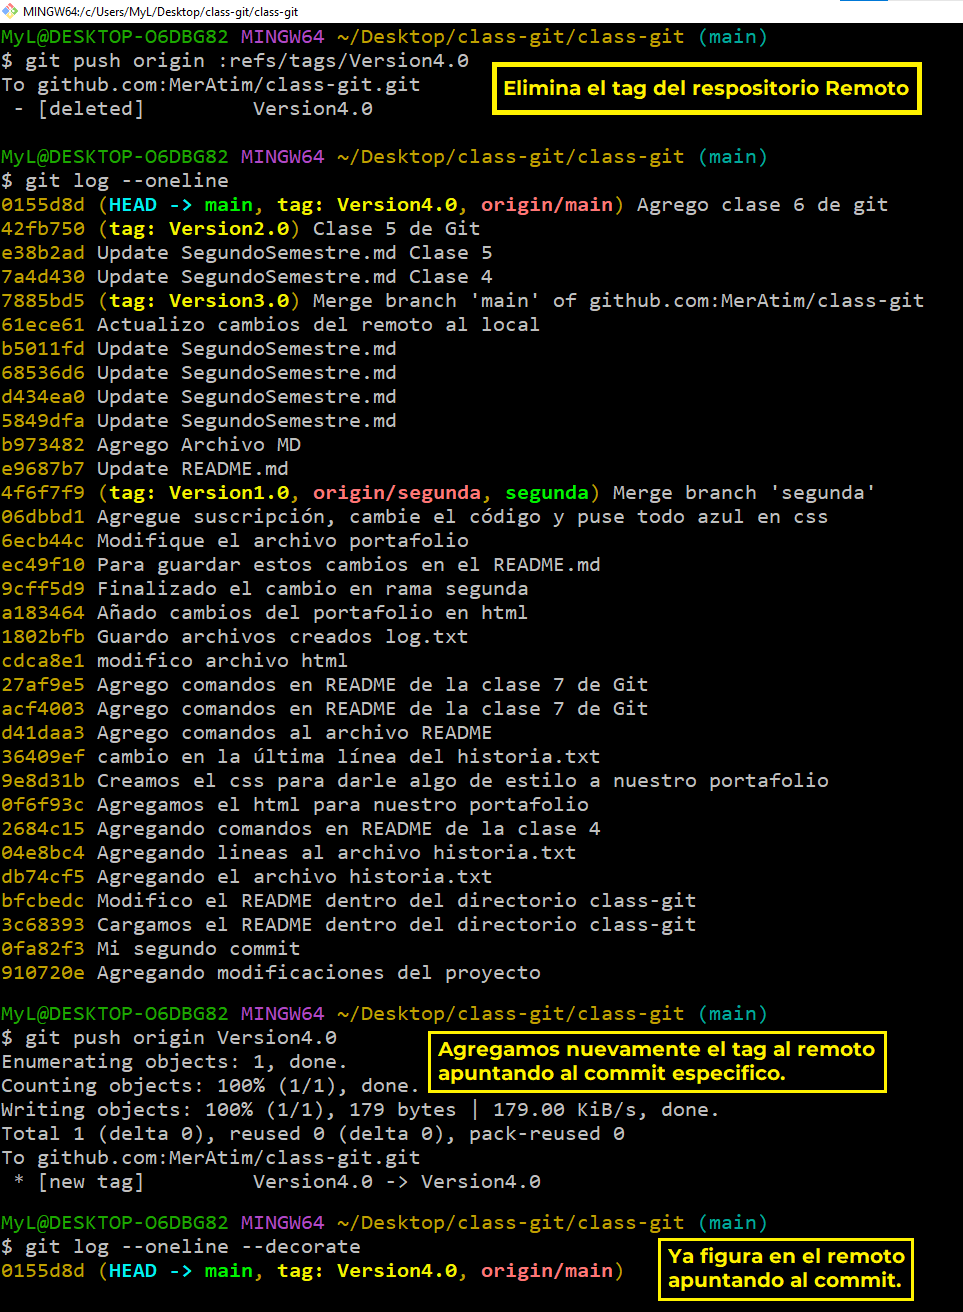 MINGW64:/c/Users/MyL/Desktop/class-git/class-git
MyL@DESKTOP-O6DBG82 MINGW64 ~/Desktop/class-git/class-git (main)
$ git push origin :refs/tags/Version4.0
To github.com:MerAtim/class-git.git
 - [deleted]         Version4.0
Elimina el tag del respositorio Remoto
MyL@DESKTOP-O6DBG82 MINGW64 ~/Desktop/class-git/class-git (main)
$ git log --oneline
0155d8d (HEAD -> main, tag: Version4.0, origin/main) Agrego clase 6 de git
42fb750 (tag: Version2.0) Clase 5 de Git
e38b2ad Update SegundoSemestre.md Clase 5
7a4d430 Update SegundoSemestre.md Clase 4
7885bd5 (tag: Version3.0) Merge branch 'main' of github.com:MerAtim/class-git
61ece61 Actualizo cambios del remoto al local
b5011fd Update SegundoSemestre.md
68536d6 Update SegundoSemestre.md
d434ea0 Update SegundoSemestre.md
5849dfa Update SegundoSemestre.md
b973482 Agrego Archivo MD
e9687b7 Update README.md
4f6f7f9 (tag: Version1.0, origin/segunda, segunda) Merge branch 'segunda'
06dbbd1 Agregue suscripción, cambie el código y puse todo azul en css
6ecb44c Modifique el archivo portafolio
ec49f10 Para guardar estos cambios en el README.md
9cff5d9 Finalizado el cambio en rama segunda
a183464 Añado cambios del portafolio en html
1802bfb Guardo archivos creados log.txt
cdca8e1 modifico archivo html
27af9e5 Agrego comandos en README de la clase 7 de Git
acf4003 Agrego comandos en README de la clase 7 de Git
d41daa3 Agrego comandos al archivo README
36409ef cambio en la última línea del historia.txt
9e8d31b Creamos el css para darle algo de estilo a nuestro portafolio
0f6f93c Agregamos el html para nuestro portafolio
2684c15 Agregando comandos en README de la clase 4
04e8bc4 Agregando lineas al archivo historia.txt
db74cf5 Agregando el archivo historia.txt
bfcbedc Modifico el README dentro del directorio class-git
3c68393 Cargamos el README dentro del directorio class-git
0fa82f3 Mi segundo commit
910720e Agregando modificaciones del proyecto
MyL@DESKTOP-O6DBG82 MINGW64 ~/Desktop/class-git/class-git (main)
$ git push origin Version4.0
Enumerating objects: 1, done.
Counting objects: 100% (1/1), done.
Agregamos nuevamente el tag al remoto
apuntando al commit especifico.
Writing objects: 100% (1/1), 179 bytes | 179.00 KiB/s, done.
Total 1 (delta 0), reused 0 (delta 0), pack-reused 0
To github.com:MerAtim/class-git.git
 * [new tag]         Version4.0 -> Version4.0
MyL@DESKTOP-O6DBG82 MINGW64 ~/Desktop/class-git/class-git (main)
$ git log --oneline --decorate
0155d8d (HEAD -> main, tag: Version4.0, origin/main)
Ya figura en el remoto
apuntando al commit.